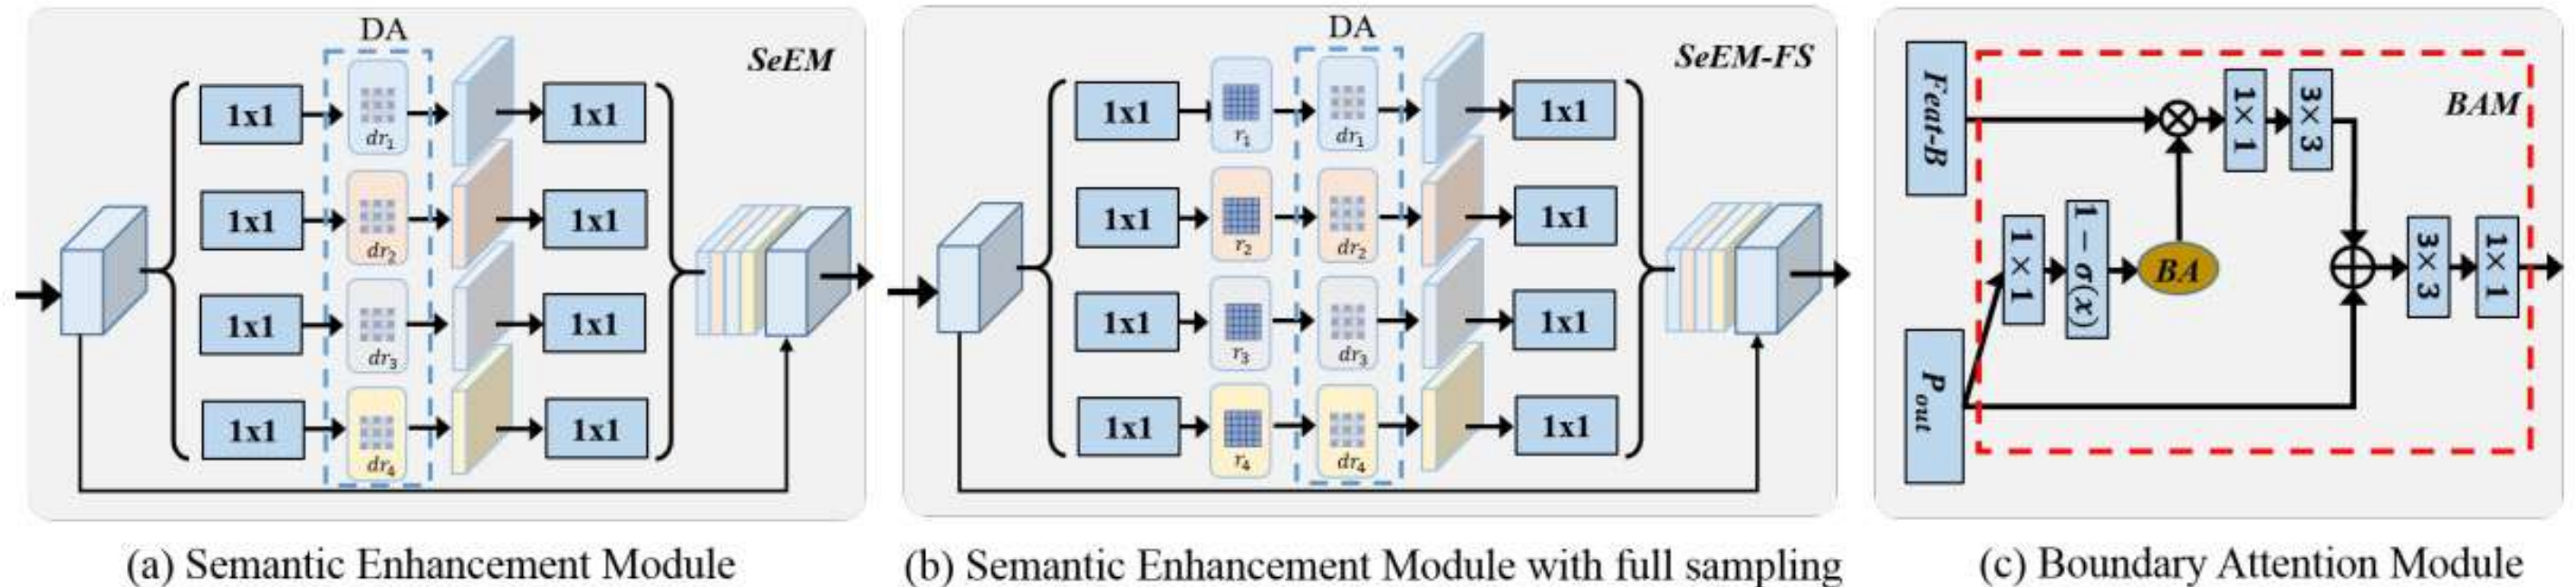 DA
SeEM
1x1
dr₁
1x1
1x1
dr₂
1x1
1x1
dr₃
1x1
1x1
dr₄
1x1
(a) Semantic Enhancement Module
DA
SeEM-FS
1x1
r₁
dr₁
1x1
1x1
r₂
dr₂
1x1
1x1
r₃
dr₃
1x1
1x1
r₄
dr₄
1x1
(b) Semantic Enhancement Module with full sampling
Feat-B
BAM
1×1
3×3
1×1
1 − σ(x)
BA
3×3
1×1
P_out
(c) Boundary Attention Module